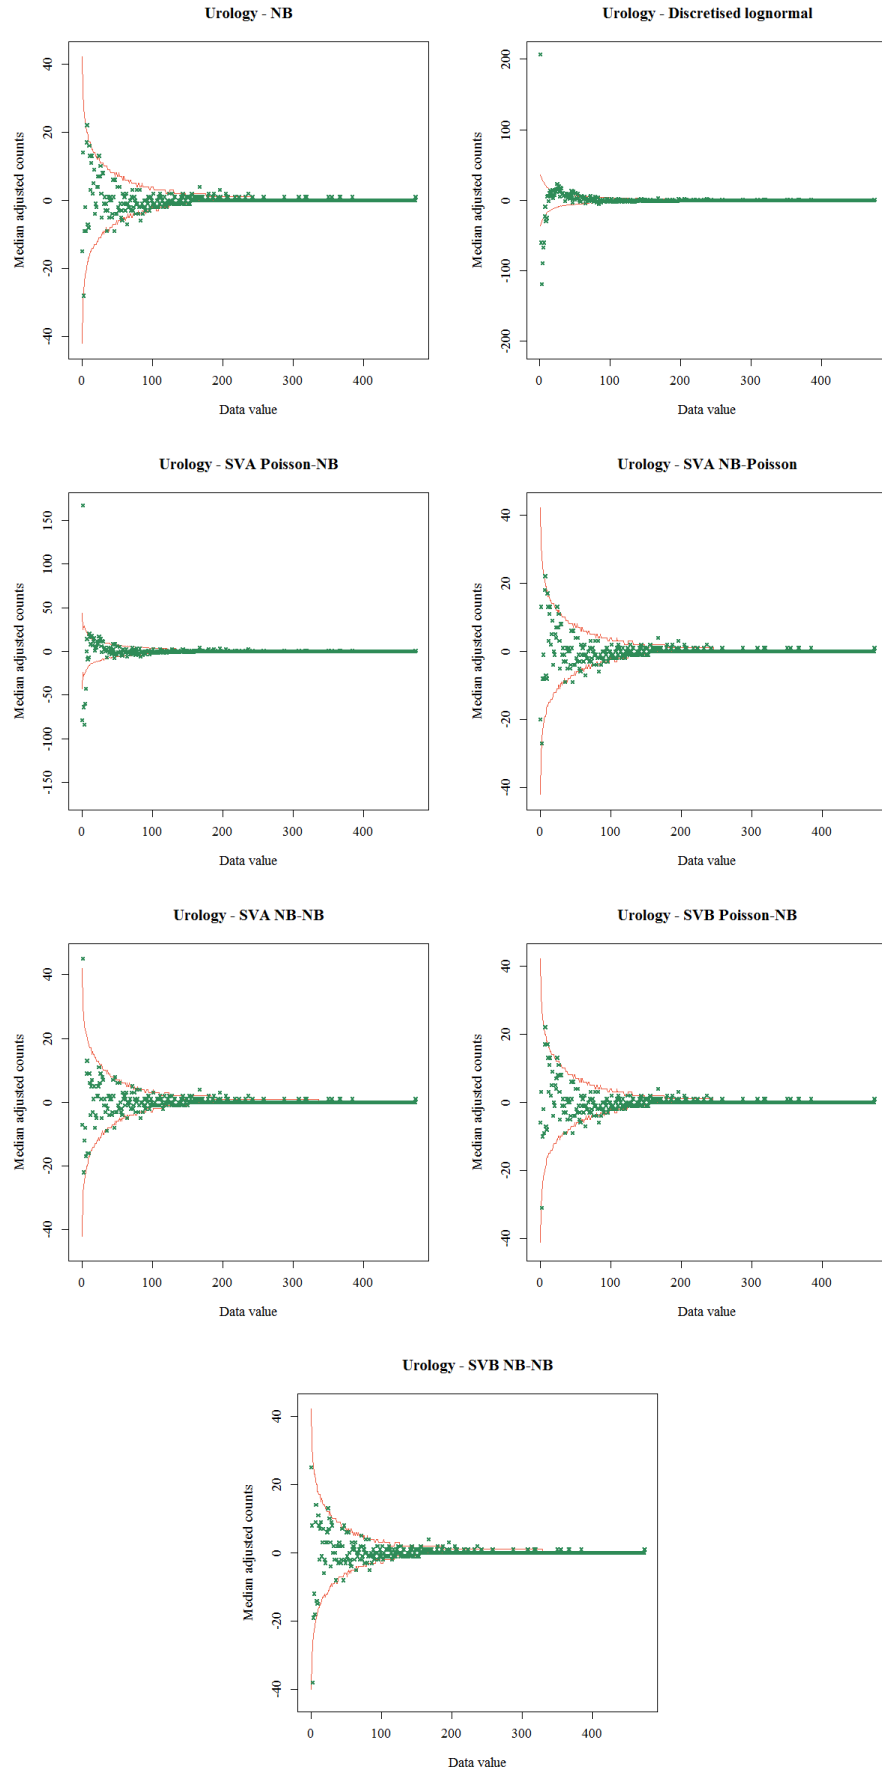 Urology - NB
Median adjusted counts
40
20
0
-20
-40
0 100 200 300 400
Data value
Urology - Discretised lognormal
Median adjusted counts
200
100
0
-100
-200
0 100 200 300 400
Data value
Urology - SVA Poisson-NB
Median adjusted counts
150
100
50
0
-50
-100
-150
0 100 200 300 400
Data value
Urology - SVA NB-Poisson
Median adjusted counts
40
20
0
-20
-40
0 100 200 300 400
Data value
Urology - SVA NB-NB
Median adjusted counts
40
20
0
-20
-40
0 100 200 300 400
Data value
Urology - SVB Poisson-NB
Median adjusted counts
40
20
0
-20
-40
0 100 200 300 400
Data value
Urology - SVB NB-NB
Median adjusted counts
40
20
0
-20
-40
0 100 200 300 400
Data value